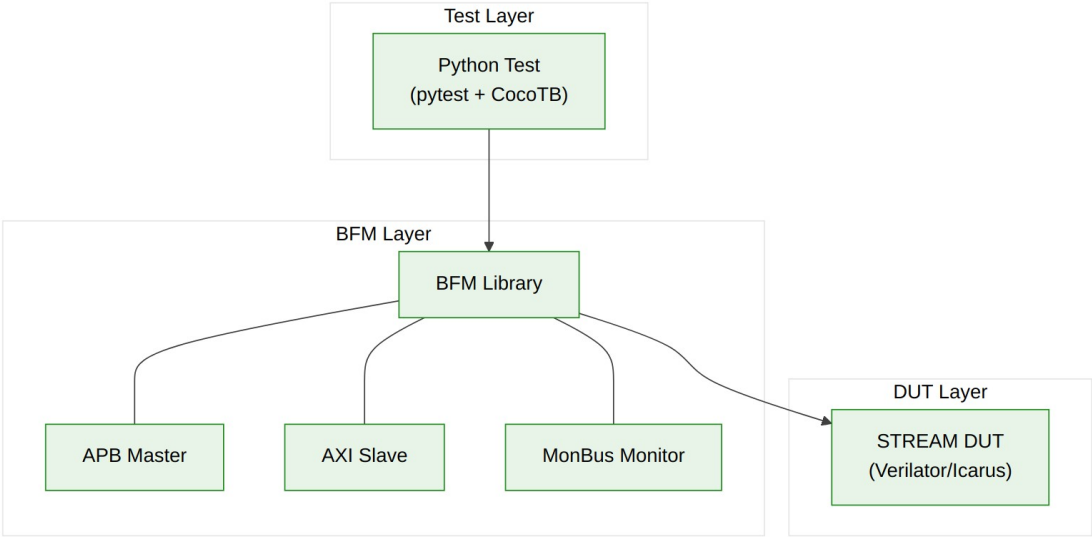 Test Layer
Python Test
(pytest + CocoTB)
BFM Layer
BFM Library
APB Master
AXI Slave
MonBus Monitor
DUT Layer
STREAM DUT
(Verilator/Icarus)